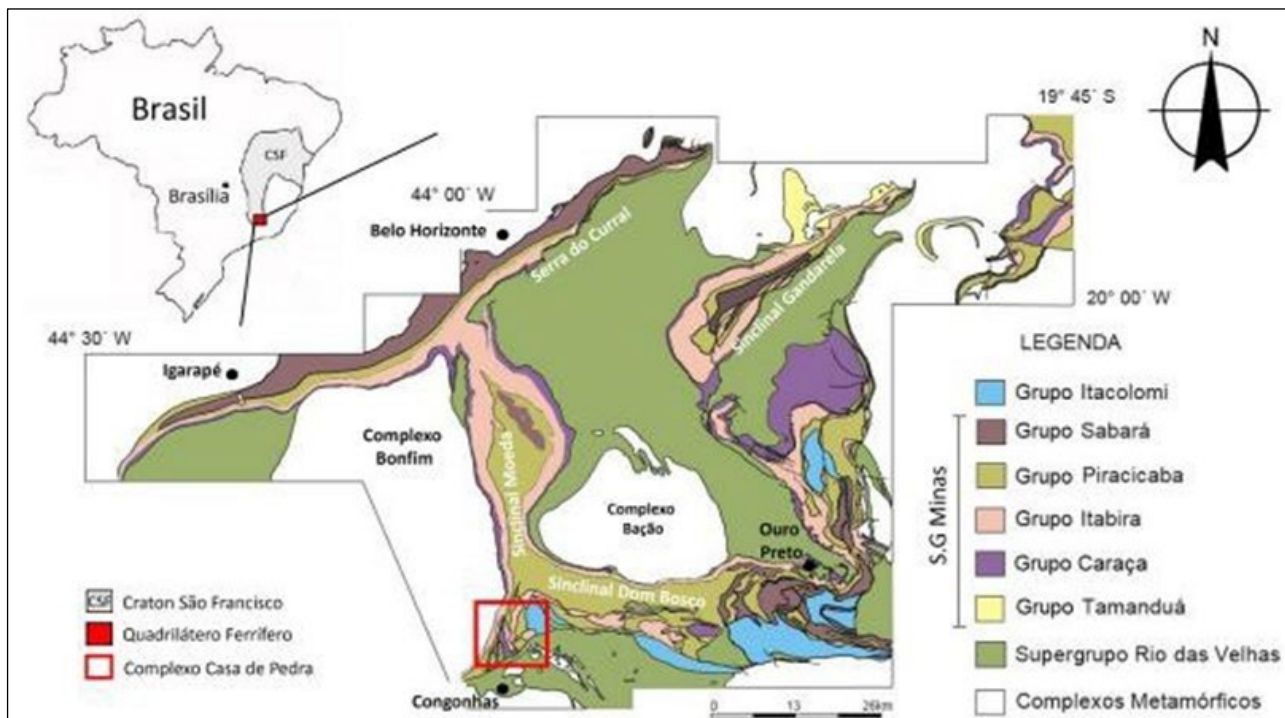 Brasil
CSF
Brasília
N
19° 45´ S
44° 00´ W
Belo Horizonte
Serra do Curral
Sinclinal Gandarela
20° 00´ W
44° 30´ W
Igarapé
Complexo
Bonfim
Sinclinal Moeda
Complexo
Bação
Ouro
Preto
Sinclinal Dom Bosco
Congonhas
CSF Craton São Francisco
Quadrilátero Ferrífero
Complexo Casa de Pedra
0 13 26km
LEGENDA
Grupo Itacolomi
Grupo Sabará
Grupo Piracicaba
Grupo Itabira
Grupo Caraça
Grupo Tamanduá
S.G Minas
Supergrupo Rio das Velhas
Complexos Metamórficos